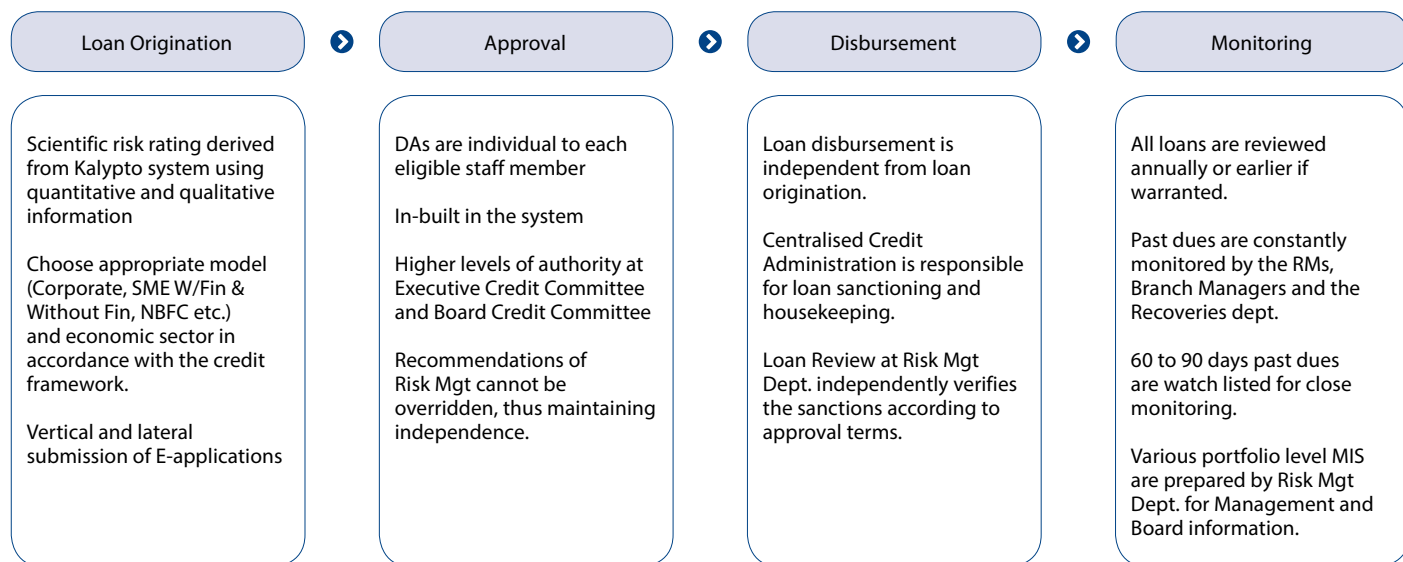 Loan Origination
Approval
Disbursement
Monitoring
Scientific risk rating derived
from Kalypto system using
quantitative and qualitative
information
Choose appropriate model
(Corporate, SME W/Fin &
Without Fin, NBFC etc.)
and economic sector in
accordance with the credit
framework.
Vertical and lateral
submission of E-applications
DAs are individual to each
eligible staff member
In-built in the system
Higher levels of authority at
Executive Credit Committee
and Board Credit Committee
Recommendations of
Risk Mgt cannot be
overridden, thus maintaining
independence.
Loan disbursement is
independent from loan
origination.
Centralised Credit
Administration is responsible
for loan sanctioning and
housekeeping.
Loan Review at Risk Mgt
Dept. independently verifies
the sanctions according to
approval terms.
All loans are reviewed
annually or earlier if
warranted.
Past dues are constantly
monitored by the RMs,
Branch Managers and the
Recoveries dept.
60 to 90 days past dues
are watch listed for close
monitoring.
Various portfolio level MIS
are prepared by Risk Mgt
Dept. for Management and
Board information.